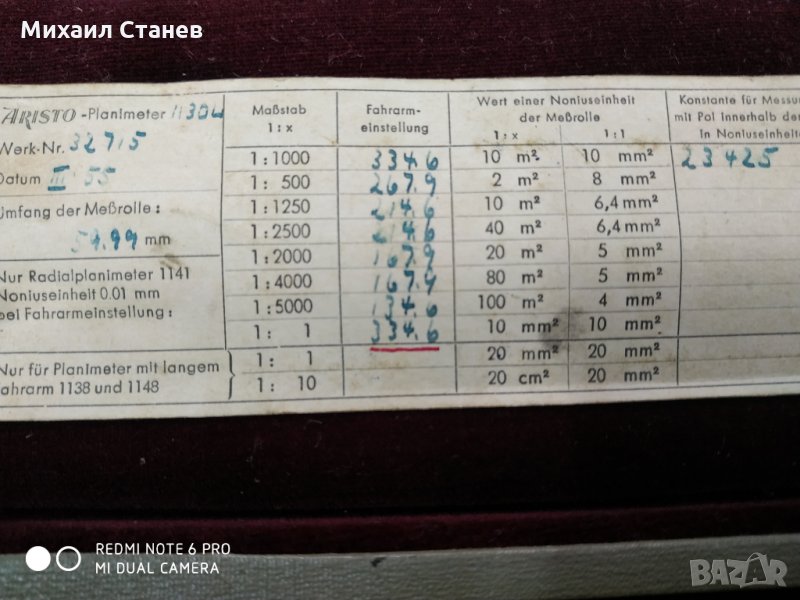 Михаил Станев
ARISTO -Planimeter 1130L
Werk-Nr. 32715
Datum III 55
Umfang der Meßrolle:
59.99 mm
Nur Radialplanimeter 1141
Noniuseinheit 0.01 mm
bei Fahrarmeinstellung:
Nur für Planimeter mit langem
Fahrarm 1138 und 1148
Maßstab 1:x
Fahrarm-
einstellung
Wert einer Noniuseinheit
der Meßrolle
1:x 1:1
Konstante für Messu
mit Pol innerhalb der
in Noniuseinheite
1:1000 334.6 10 m² 10 mm² 23425
1: 500 267.9 2 m² 8 mm²
1:1250 214.6 10 m² 6,4 mm²
1:2500 214.6 40 m² 6,4 mm²
1:2000 167.9 20 m² 5 mm²
1:4000 167.9 80 m² 5 mm²
1:5000 134.6 100 m² 4 mm²
1: 1 334.6 10 mm² 10 mm²
1: 1 20 mm² 20 mm²
1: 10 20 cm² 20 mm²
REDMI NOTE 6 PRO
MI DUAL CAMERA
BAZAR